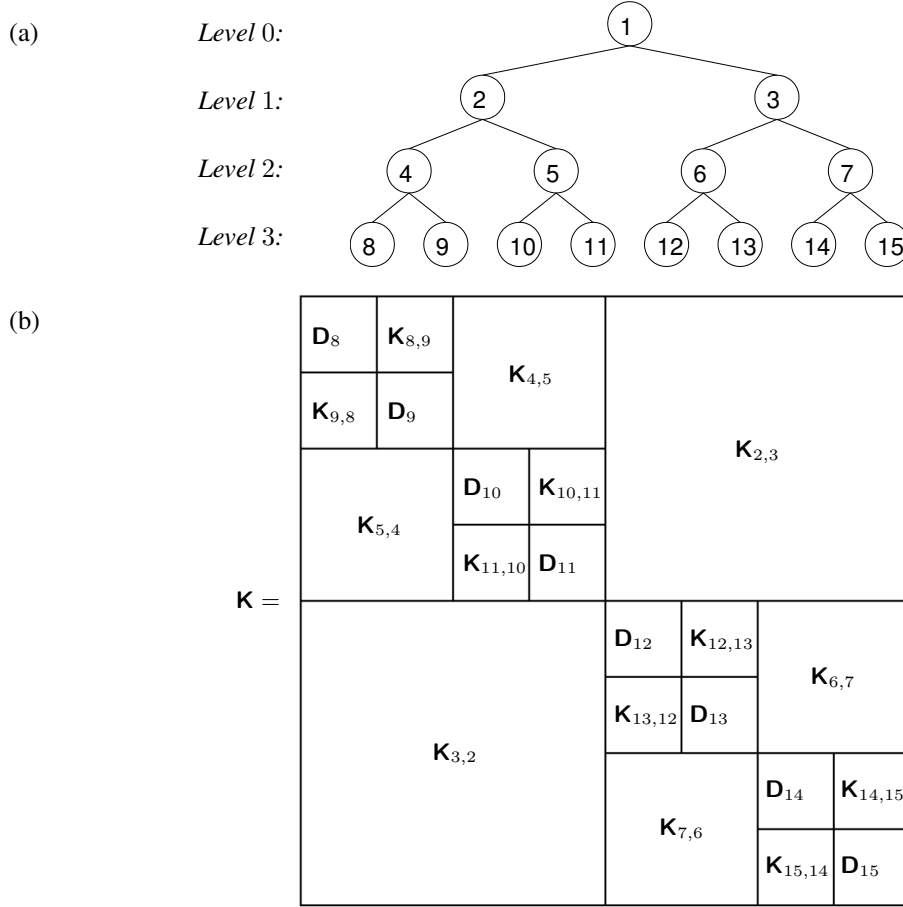 (a) Level 0: 1
Level 1: 2 3
Level 2: 4 5 6 7
Level 3: 8 9 10 11 12 13 14 15
(b)
D₈ K₈,₉
K₄,₅
K₉,₈ D₉
K₂,₃
D₁₀ K₁₀,₁₁
K₅,₄
K₁₁,₁₀ D₁₁
K =
D₁₂ K₁₂,₁₃
K₆,₇
K₁₃,₁₂ D₁₃
K₃,₂
D₁₄ K₁₄,₁₅
K₇,₆
K₁₅,₁₄ D₁₅